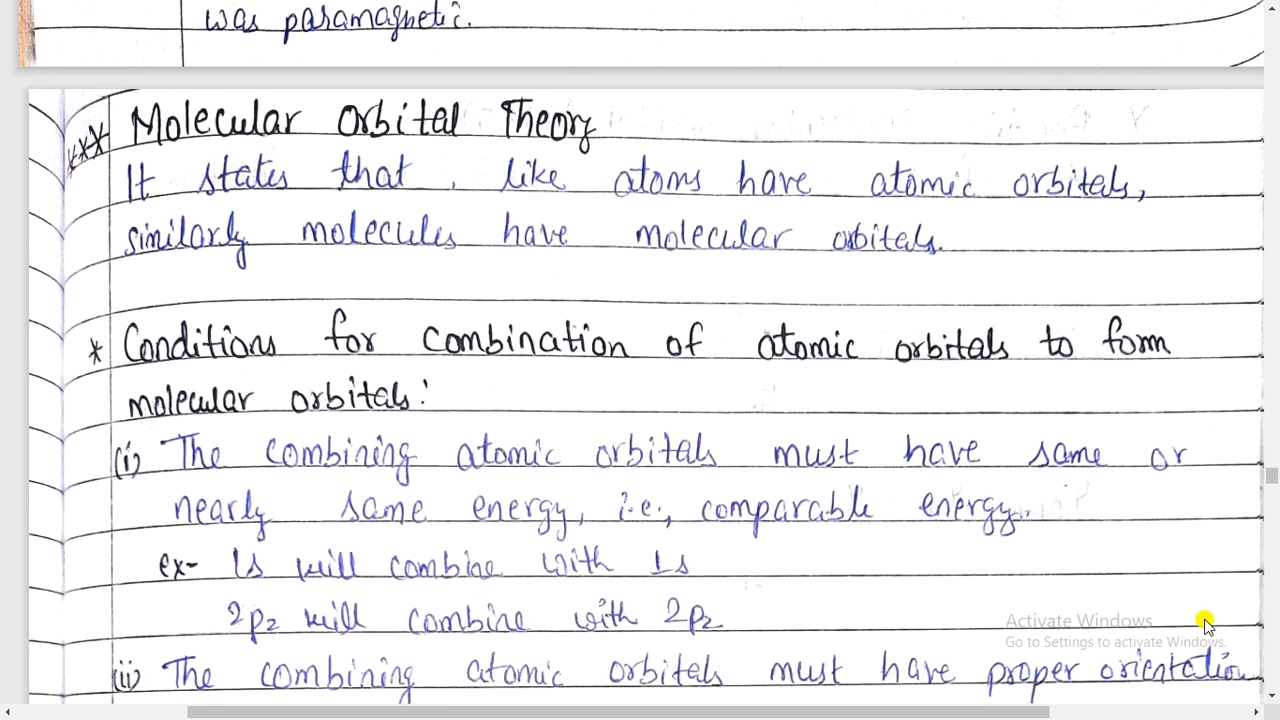 was paramagnetic.
*** Molecular Orbital Theory
It states that, like atoms have atomic orbitals,
similarly molecules have molecular orbitals.
* Conditions for combination of atomic orbitals to form
molecular orbitals:
(i) The combining atomic orbitals must have same or
nearly same energy, i.e., comparable energy.
ex- 1s will combine with 1s
2pz will combine with 2pz
Activate Windows
Go to Settings to activate Windows.
(ii) The combining atomic orbitals must have proper orientation